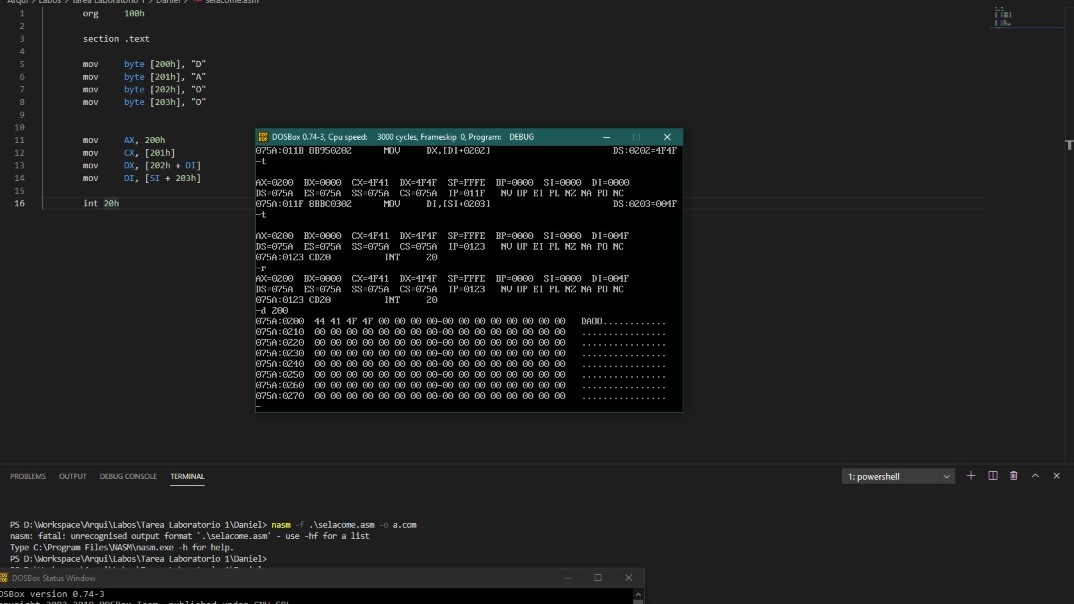 Arqui > Labos > Tarea Laboratorio 1 > Daniel > selacome.asm
1 org 100h
2
3 section .text
4
5 mov byte [200h], "D"
6 mov byte [201h], "A"
7 mov byte [202h], "O"
8 mov byte [203h], "O"
9
10
11 mov AX, 200h
12 mov CX, [201h]
13 mov DX, [202h + DI]
14 mov DI, [SI + 203h]
15
16 int 20h
DOSBox 0.74-3, Cpu speed: 3000 cycles, Frameskip 0, Program: DEBUG
075A:011B 8B950202 MOV DX,[DI+0202] DS:0202=4F4F
-t
AX=0200 BX=0000 CX=4F41 DX=4F4F SP=FFFE BP=0000 SI=0000 DI=0000
DS=075A ES=075A SS=075A CS=075A IP=011F NV UP EI PL NZ NA PO NC
075A:011F 8BBC0302 MOV DI,[SI+0203] DS:0203=004F
-t
AX=0200 BX=0000 CX=4F41 DX=4F4F SP=FFFE BP=0000 SI=0000 DI=004F
DS=075A ES=075A SS=075A CS=075A IP=0123 NV UP EI PL NZ NA PO NC
075A:0123 CD20 INT 20
-r
AX=0200 BX=0000 CX=4F41 DX=4F4F SP=FFFE BP=0000 SI=0000 DI=004F
DS=075A ES=075A SS=075A CS=075A IP=0123 NV UP EI PL NZ NA PO NC
075A:0123 CD20 INT 20
-d 200
075A:0200 44 41 4F 4F 00 00 00 00-00 00 00 00 00 00 00 00 DAOO............
075A:0210 00 00 00 00 00 00 00 00-00 00 00 00 00 00 00 00 ................
075A:0220 00 00 00 00 00 00 00 00-00 00 00 00 00 00 00 00 ................
075A:0230 00 00 00 00 00 00 00 00-00 00 00 00 00 00 00 00 ................
075A:0240 00 00 00 00 00 00 00 00-00 00 00 00 00 00 00 00 ................
075A:0250 00 00 00 00 00 00 00 00-00 00 00 00 00 00 00 00 ................
075A:0260 00 00 00 00 00 00 00 00-00 00 00 00 00 00 00 00 ................
075A:0270 00 00 00 00 00 00 00 00-00 00 00 00 00 00 00 00 ................
-
PROBLEMS OUTPUT DEBUG CONSOLE TERMINAL 1: powershell
PS D:\Workspace\Arqui\Labos\Tarea Laboratorio 1\Daniel> nasm -f .\selacome.asm -o a.com
nasm: fatal: unrecognised output format `.\selacome.asm' - use -hf for a list
Type C:\Program Files\NASM\nasm.exe -h for help.
PS D:\Workspace\Arqui\Labos\Tarea Laboratorio 1\Daniel>
DOSBox Status Window
DOSBox version 0.74-3